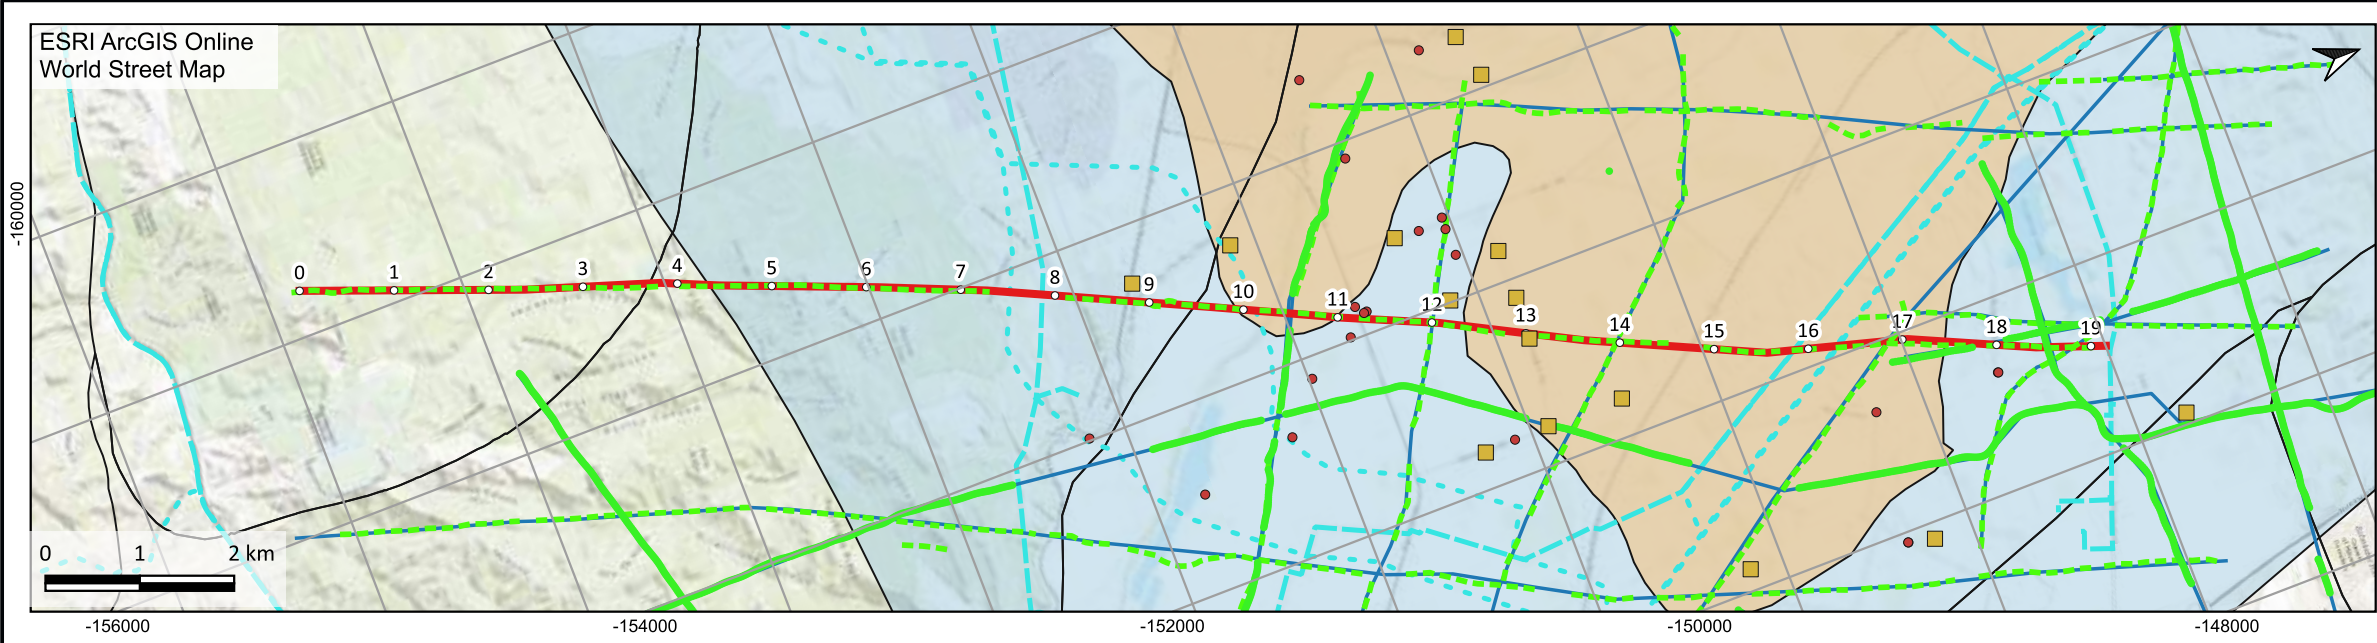 ESRI ArcGIS Online
World Street Map
-160000
0 1 2 3 4 5 6 7 8 9 10 11 12 13 14 15 16 17 18 19
0 1 2 km
-156000 -154000 -152000 -150000 -148000